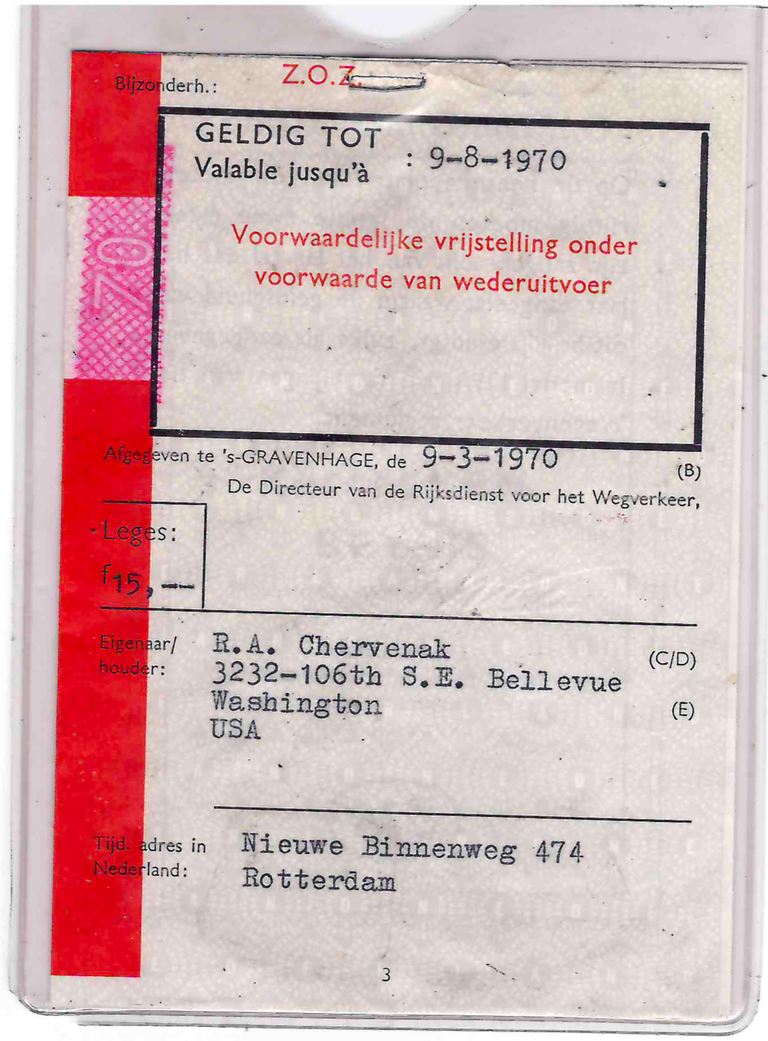 Bijzonderh.: Z.O.Z.
GELDIG TOT
Valable jusqu'à : 9-8-1970
70
Voorwaardelijke vrijstelling onder
voorwaarde van wederuitvoer
Afgegeven te 's-GRAVENHAGE, de 9-3-1970 (B)
De Directeur van de Rijksdienst voor het Wegverkeer,
Leges:
f15,--
Eigenaar/
houder:
R.A. Chervenak (C/D)
3232-106th S.E. Bellevue
Washington (E)
USA
Tijd. adres in
Nederland:
Nieuwe Binnenweg 474
Rotterdam
3